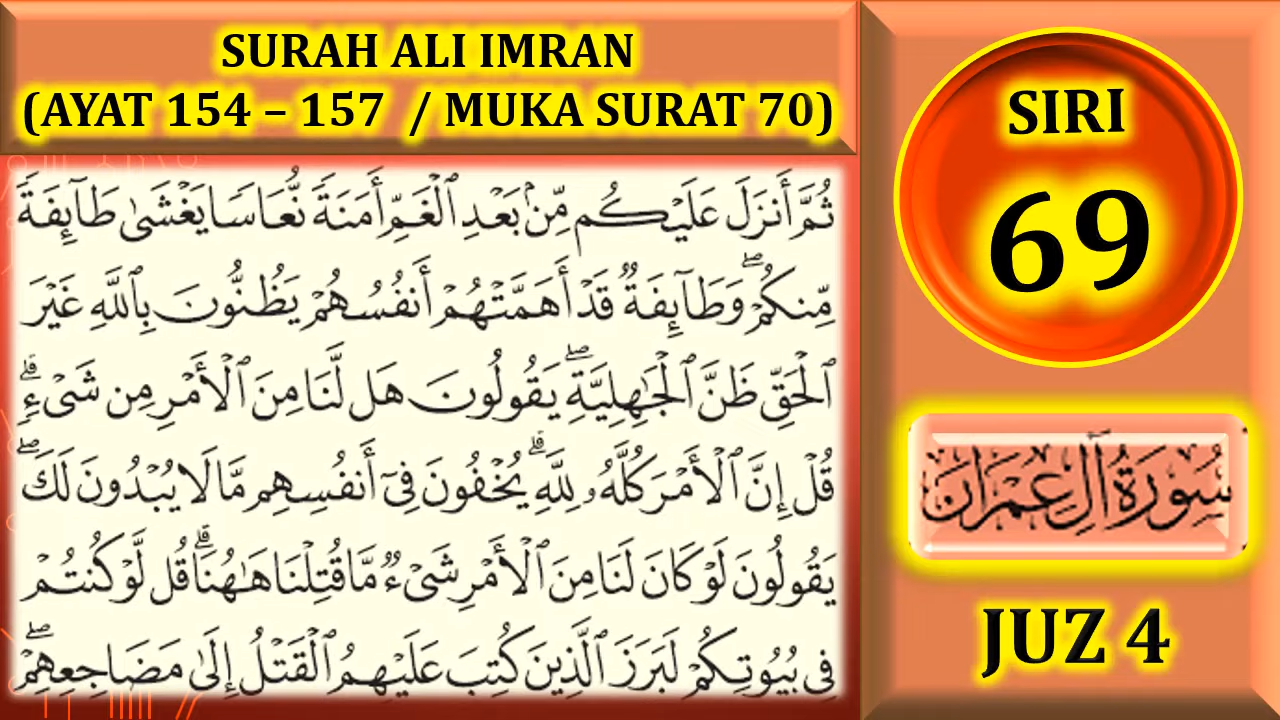 SURAH ALI IMRAN
(AYAT 154 – 157 / MUKA SURAT 70)
ثُمَّ أَنزَلَ عَلَيْكُم مِّنۢ بَعْدِ ٱلْغَمِّ أَمَنَةً نُّعَاسًا يَغْشَىٰ طَآئِفَةً
مِّنكُمْ ۖ وَطَآئِفَةٌ قَدْ أَهَمَّتْهُمْ أَنفُسُهُمْ يَظُنُّونَ بِٱللَّهِ غَيْرَ
ٱلْحَقِّ ظَنَّ ٱلْجَٰهِلِيَّةِ ۖ يَقُولُونَ هَل لَّنَا مِنَ ٱلْأَمْرِ مِن شَىْءٍ ۗ
قُلْ إِنَّ ٱلْأَمْرَ كُلَّهُۥ لِلَّهِ ۗ يُخْفُونَ فِىٓ أَنفُسِهِم مَّا لَا يُبْدُونَ لَكَ ۖ
يَقُولُونَ لَوْ كَانَ لَنَا مِنَ ٱلْأَمْرِ شَىْءٌ مَّا قُتِلْنَا هَٰهُنَا ۗ قُل لَّوْ كُنتُمْ
فِى بُيُوتِكُمْ لَبَرَزَ ٱلَّذِينَ كُتِبَ عَلَيْهِمُ ٱلْقَتْلُ إِلَىٰ مَضَاجِعِهِمْ ۖ
SIRI
69
سُورَةُ آلِ عِمْرَانَ
JUZ 4